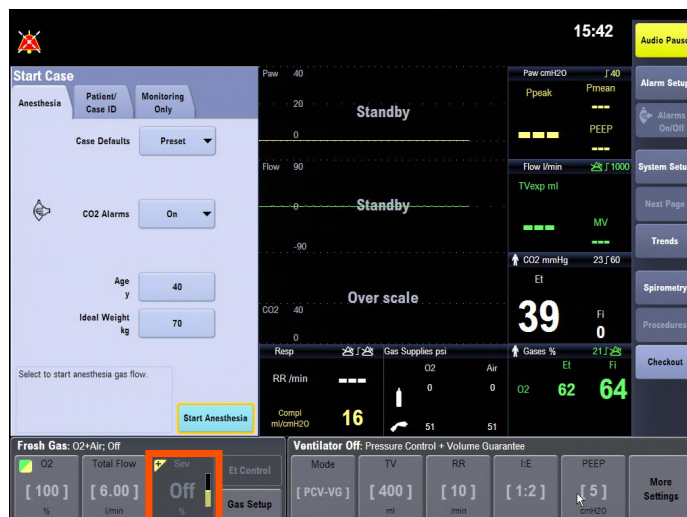 15:42
Audio Pause
Start Case
Anesthesia
Patient/
Case ID
Monitoring
Only
Case Defaults
Preset
CO2 Alarms
On
Age
y
40
Ideal Weight
kg
70
Select to start anesthesia gas flow.
Start Anesthesia
Paw 40
20
0
Standby
Flow 90
0
-90
Standby
Over scale
CO2 40
0
Paw cmH2O 40
Ppeak
Pmean
---
---
PEEP
---
Flow l/min 1000
TVexp ml
---
MV
---
CO2 mmHg 23 60
Et
39
Fi
0
Resp
RR /min
---
Compl
ml/cmH2O
16
Gas Supplies psi
O2 Air
0 0
51 51
Gases % 21
Et Fi
O2 62 64
Alarm Setup
Alarms
On/Off
System Setu
Next Page
Trends
Spirometry
Procedures
Checkout
Fresh Gas: O2+Air; Off
O2
[ 100 ]
%
Total Flow
[ 6.00 ]
l/min
Sev
Off
%
Et Control
Gas Setup
Ventilator Off: Pressure Control + Volume Guarantee
Mode
[ PCV-VG ]
TV
[ 400 ]
ml
RR
[ 10 ]
/min
I:E
[ 1:2 ]
PEEP
[ 5 ]
cmH2O
More
Settings